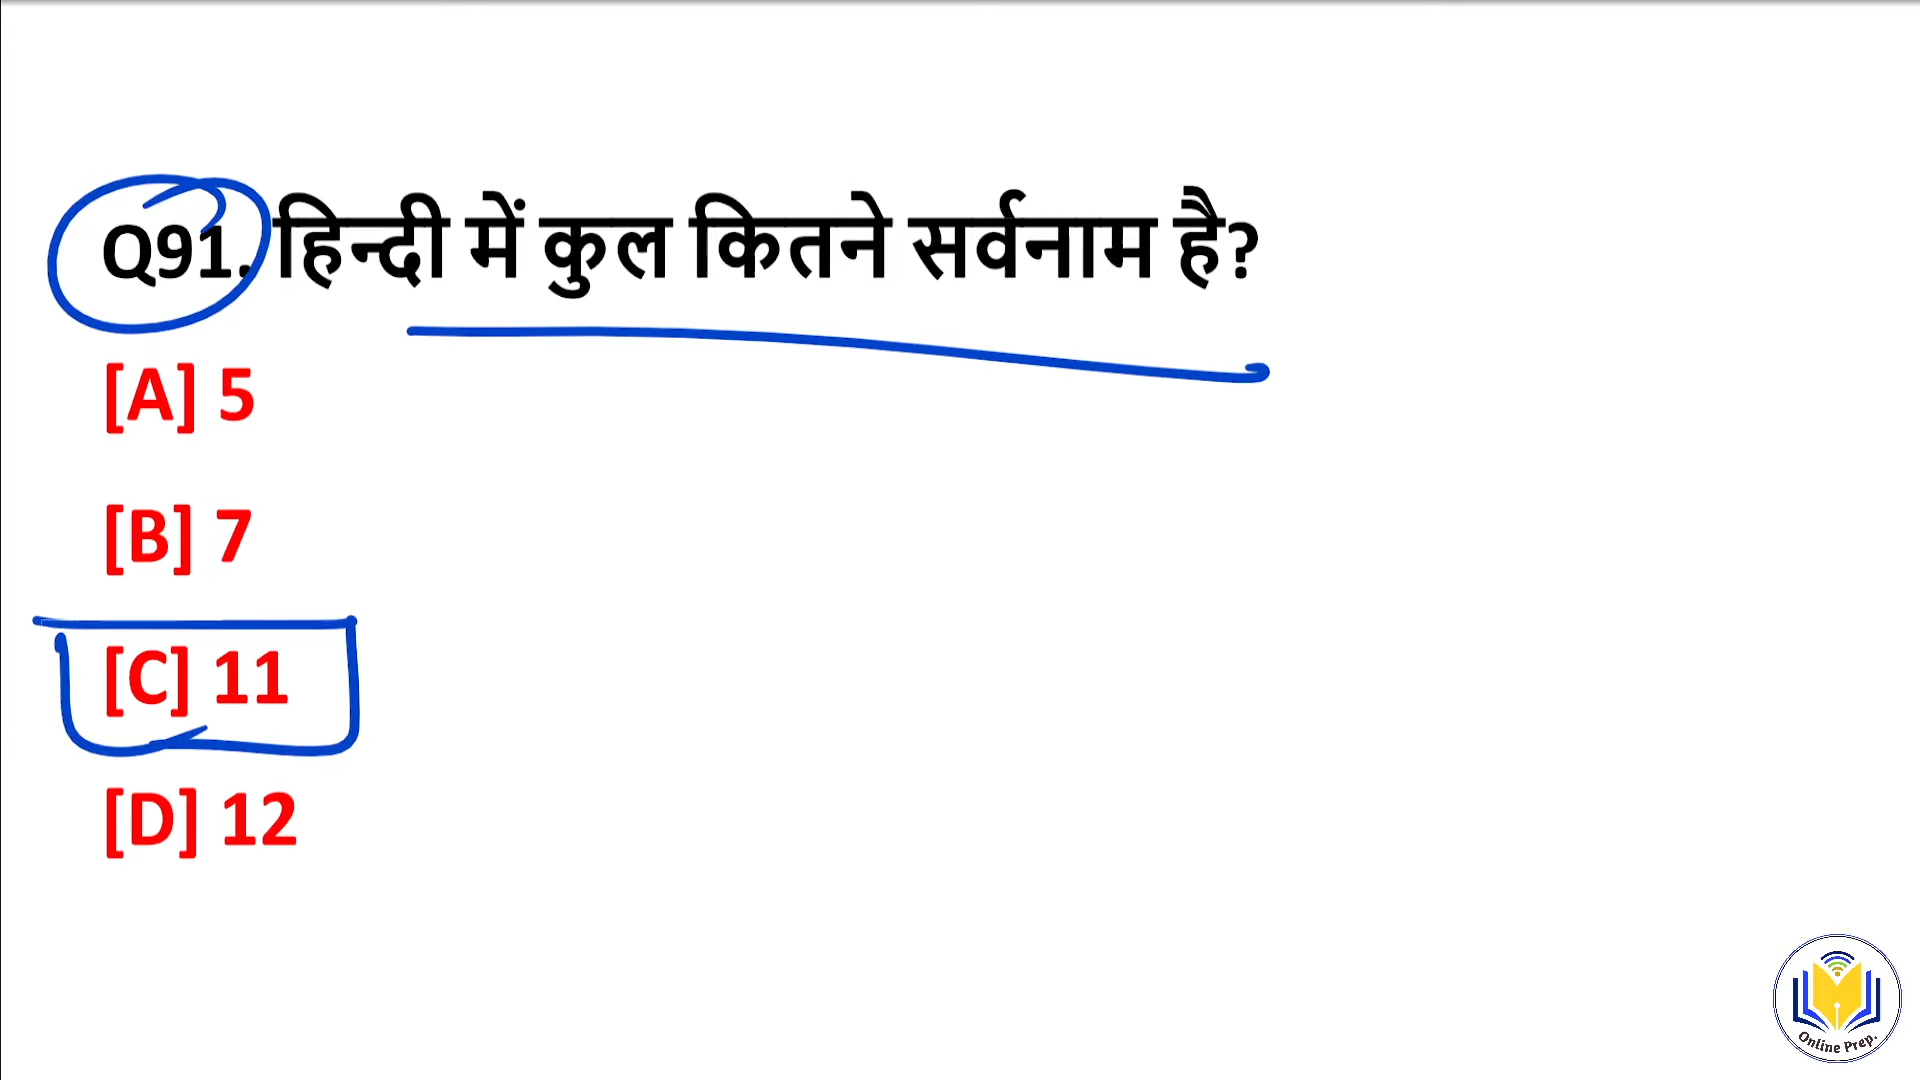 Q91. हिन्दी में कुल कितने सर्वनाम है?
[A] 5
[B] 7
[C] 11
[D] 12
Online Prep.